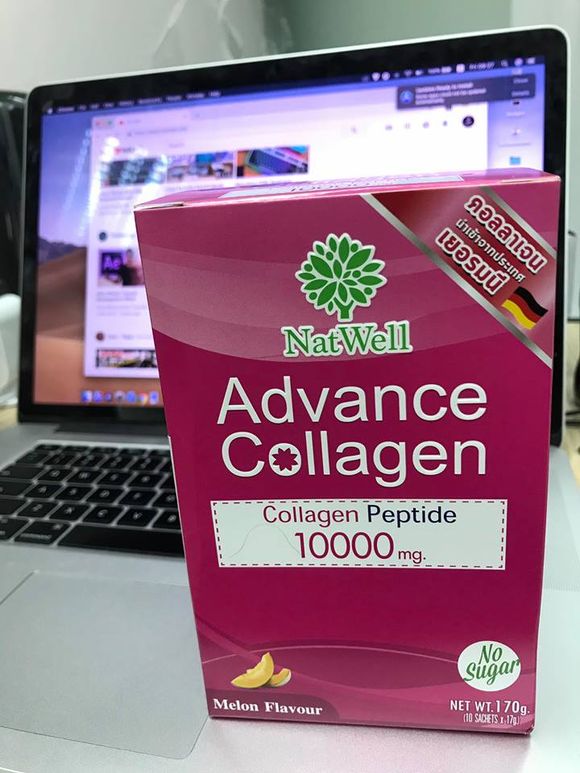 คอลลาเจน
นำเข้าจากประเทศ
เยอรมนี
NatWell
Advance
Collagen
Collagen Peptide
10000 mg.
No
Sugar
Melon Flavour
NET WT. 170g.
(10 SACHETS x 17g.)